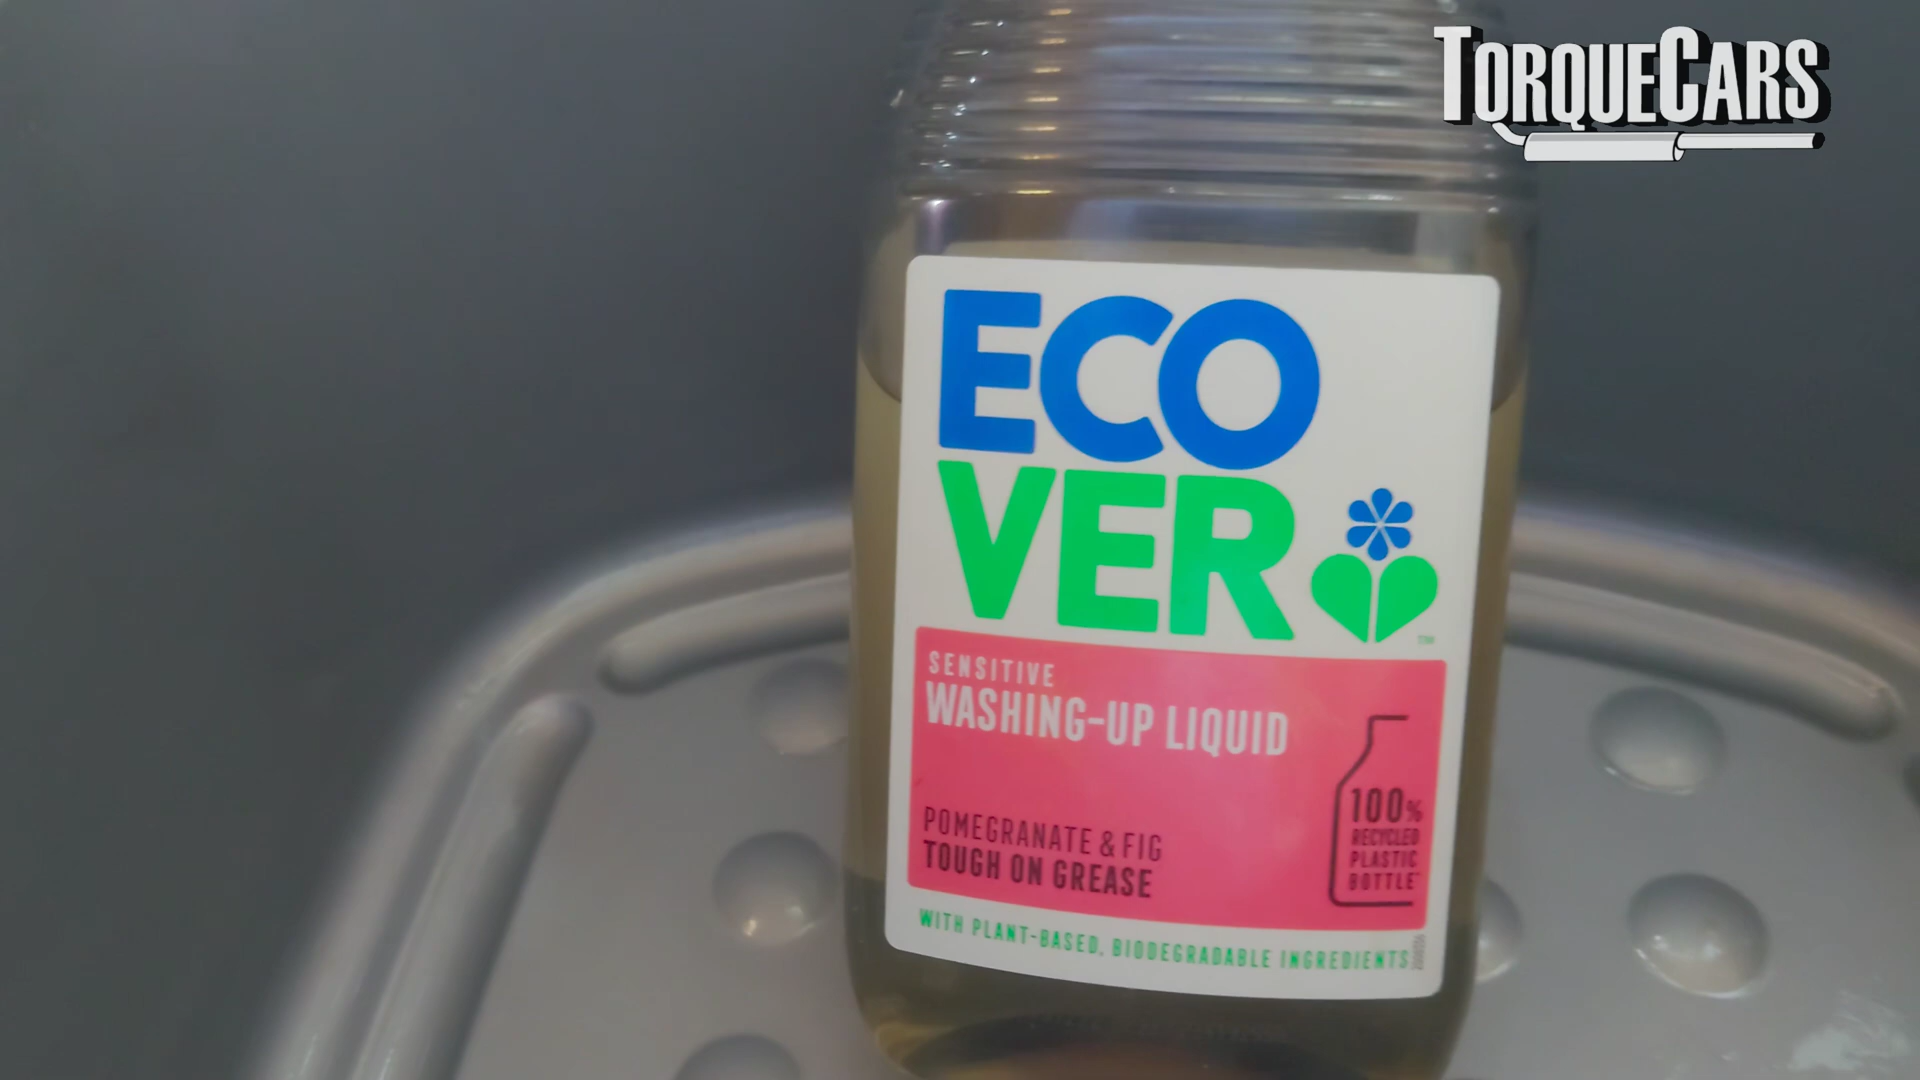 TORQUECARS
ECO
VER
TM
SENSITIVE
WASHING-UP LIQUID
100%
RECYCLED
PLASTIC
BOTTLE*
POMEGRANATE & FIG
TOUGH ON GREASE
WITH PLANT-BASED, BIODEGRADABLE INGREDIENTS